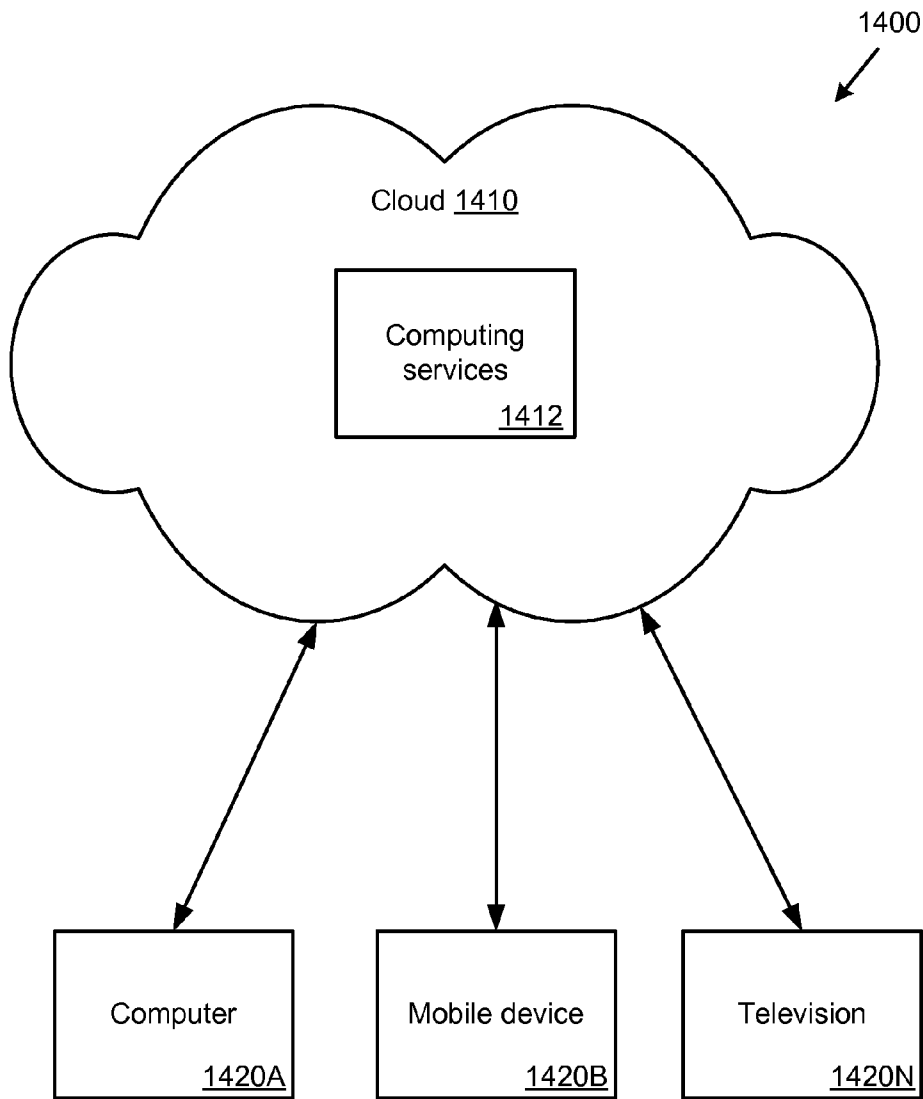 1400
Cloud 1410
Computing
services
1412
Computer
1420A
Mobile device
1420B
Television
1420N